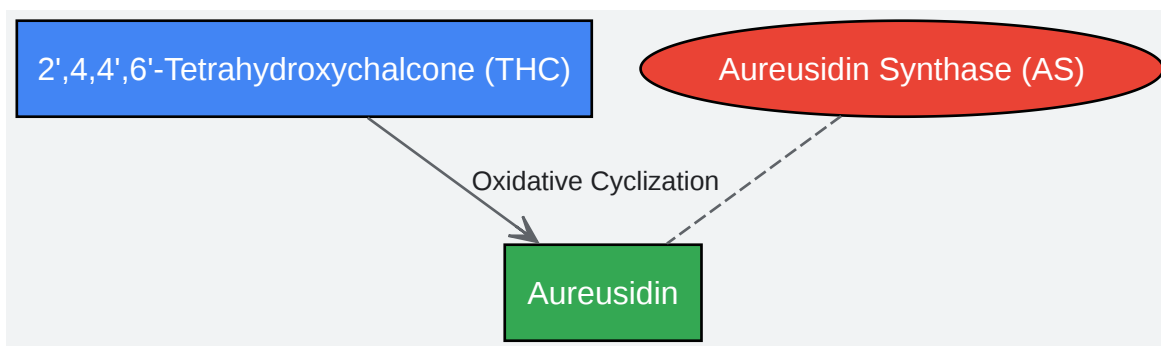 2',4,4',6'-Tetrahydroxychalcone (THC)
Aureusidin Synthase (AS)
Oxidative Cyclization
Aureusidin